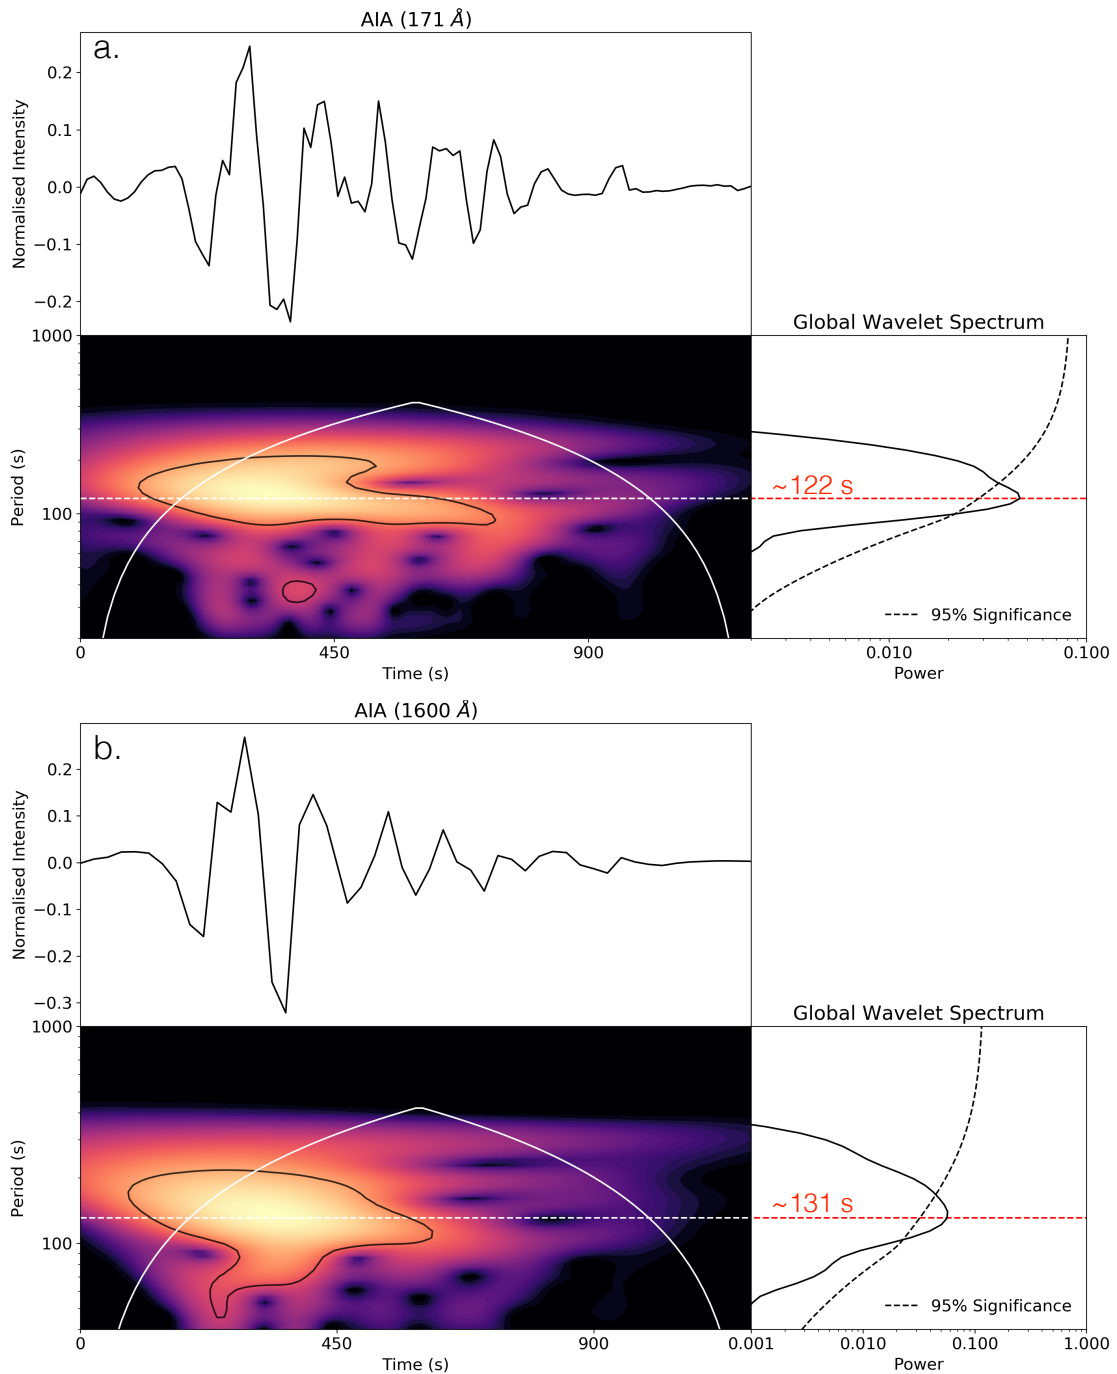 AIA (171 Å)
a.
0.2
0.1
0.0
−0.1
−0.2
Normalised Intensity
1000
100
Period (s)
0
450
900
Time (s)
Global Wavelet Spectrum
~122 s
95% Significance
0.010
0.100
Power
AIA (1600 Å)
b.
0.2
0.1
0.0
−0.1
−0.2
−0.3
Normalised Intensity
1000
100
Period (s)
0
450
900
Time (s)
Global Wavelet Spectrum
~131 s
95% Significance
0.001
0.010
0.100
1.000
Power